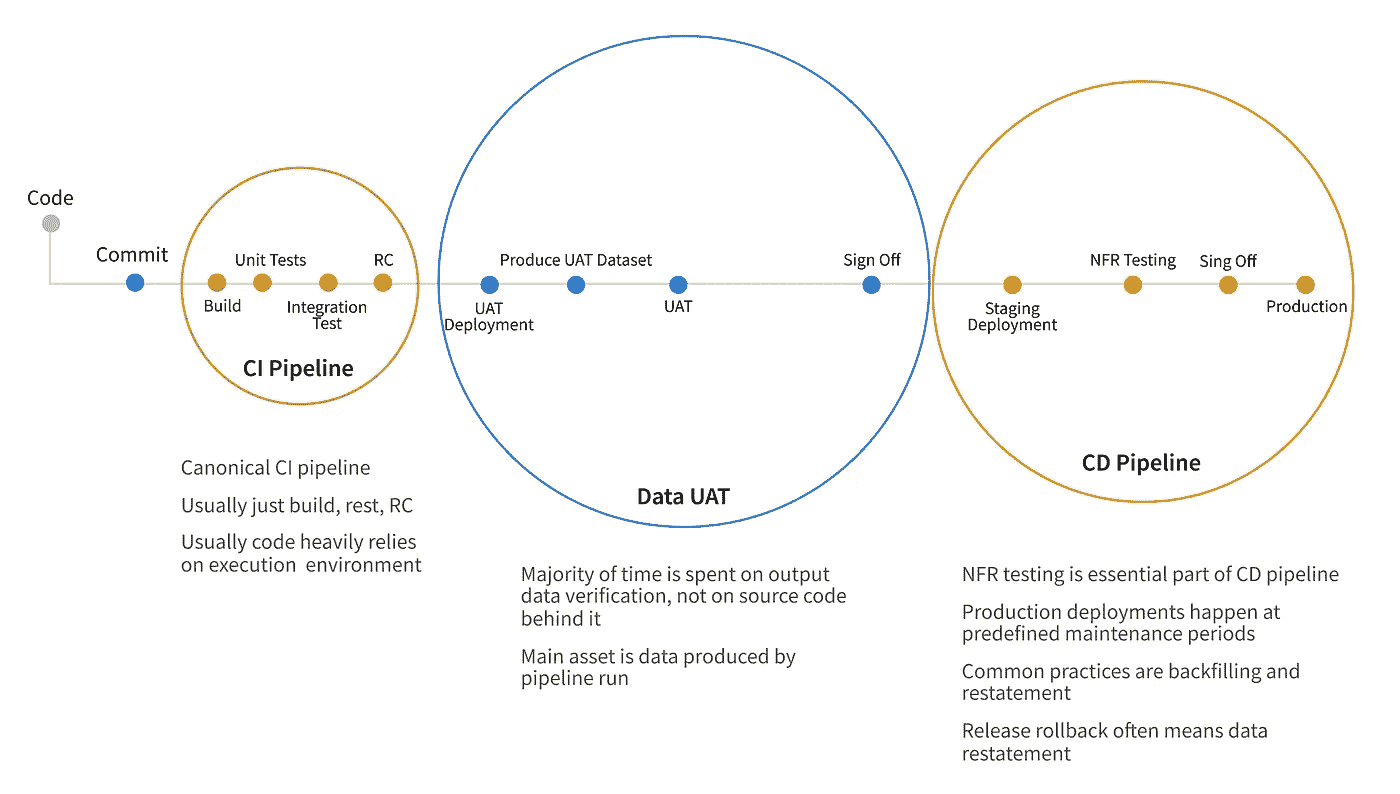 Code
Commit
Unit Tests
RC
Build
Integration
Test
CI Pipeline
Canonical CI pipeline
Usually just build, rest, RC
Usually code heavily relies
on execution environment
Produce UAT Dataset
Sign Off
UAT
Deployment
UAT
Data UAT
Majority of time is spent on output
data verification, not on source code
behind it
Main asset is data produced by
pipeline run
NFR Testing
Sing Off
Staging
Deployment
Production
CD Pipeline
NFR testing is essential part of CD pipeline
Production deployments happen at
predefined maintenance periods
Common practices are backfilling and
restatement
Release rollback often means data
restatement